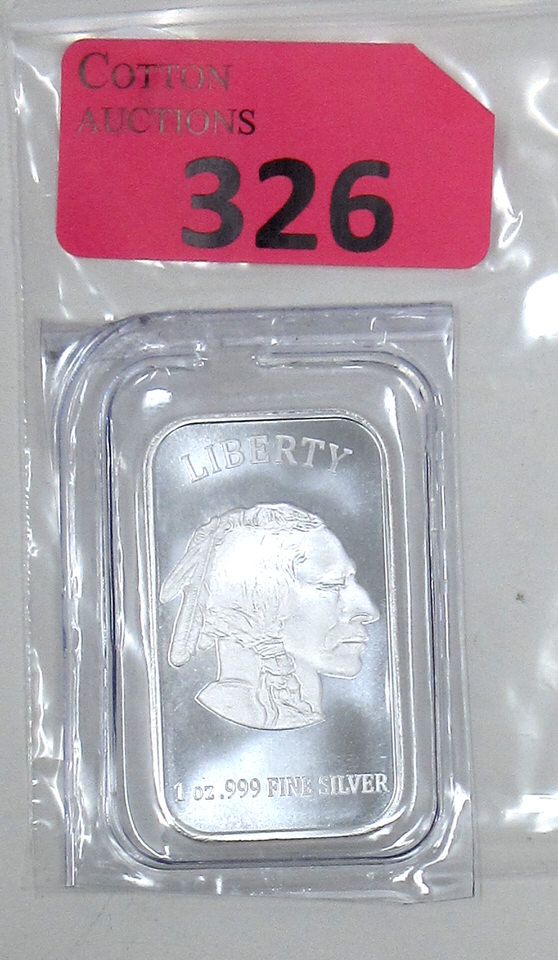 COTTON
AUCTIONS
326
LIBERTY
1 oz .999 FINE SILVER